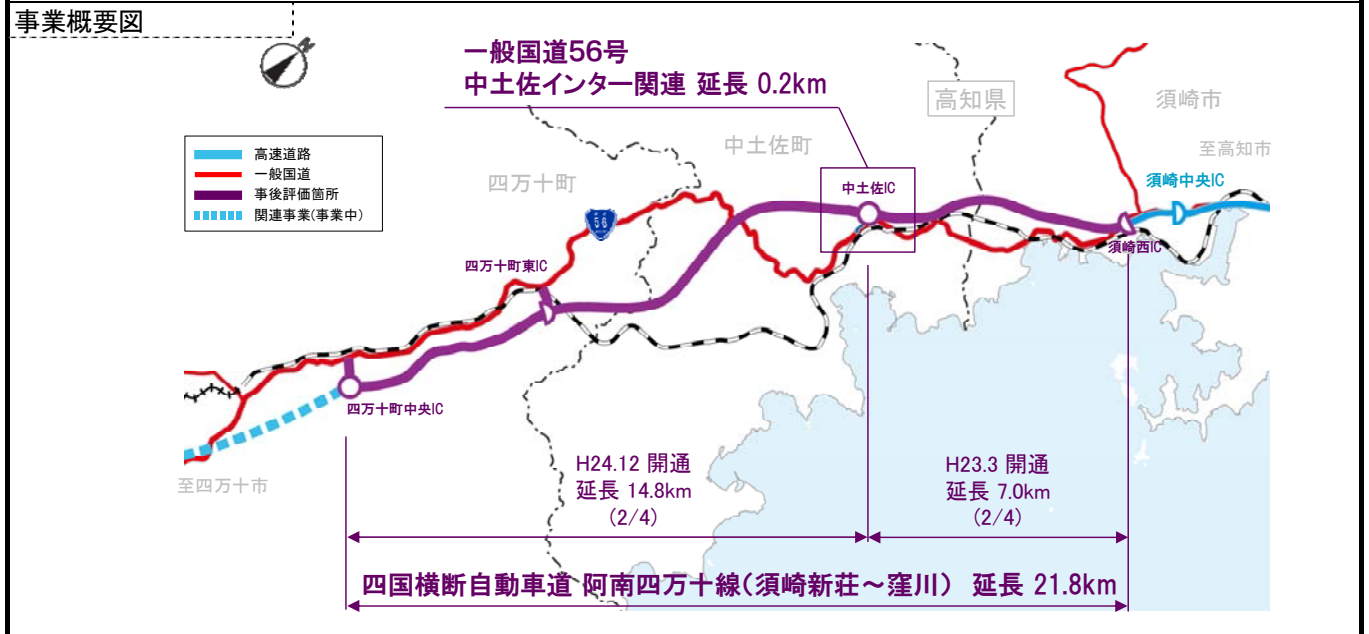 事業概要図
N
一般国道56号
中土佐インター関連 延長 0.2km
高知県
須崎市
中土佐町
至高知市
高速道路
一般国道
事後評価箇所
関連事業(事業中)
四万十町
56
中土佐IC
須崎中央IC
須崎西IC
四万十町東IC
四万十町中央IC
至四万十市
H24.12 開通
延長 14.8km
(2/4)
H23.3 開通
延長 7.0km
(2/4)
四国横断自動車道 阿南四万十線(須崎新荘～窪川) 延長 21.8km